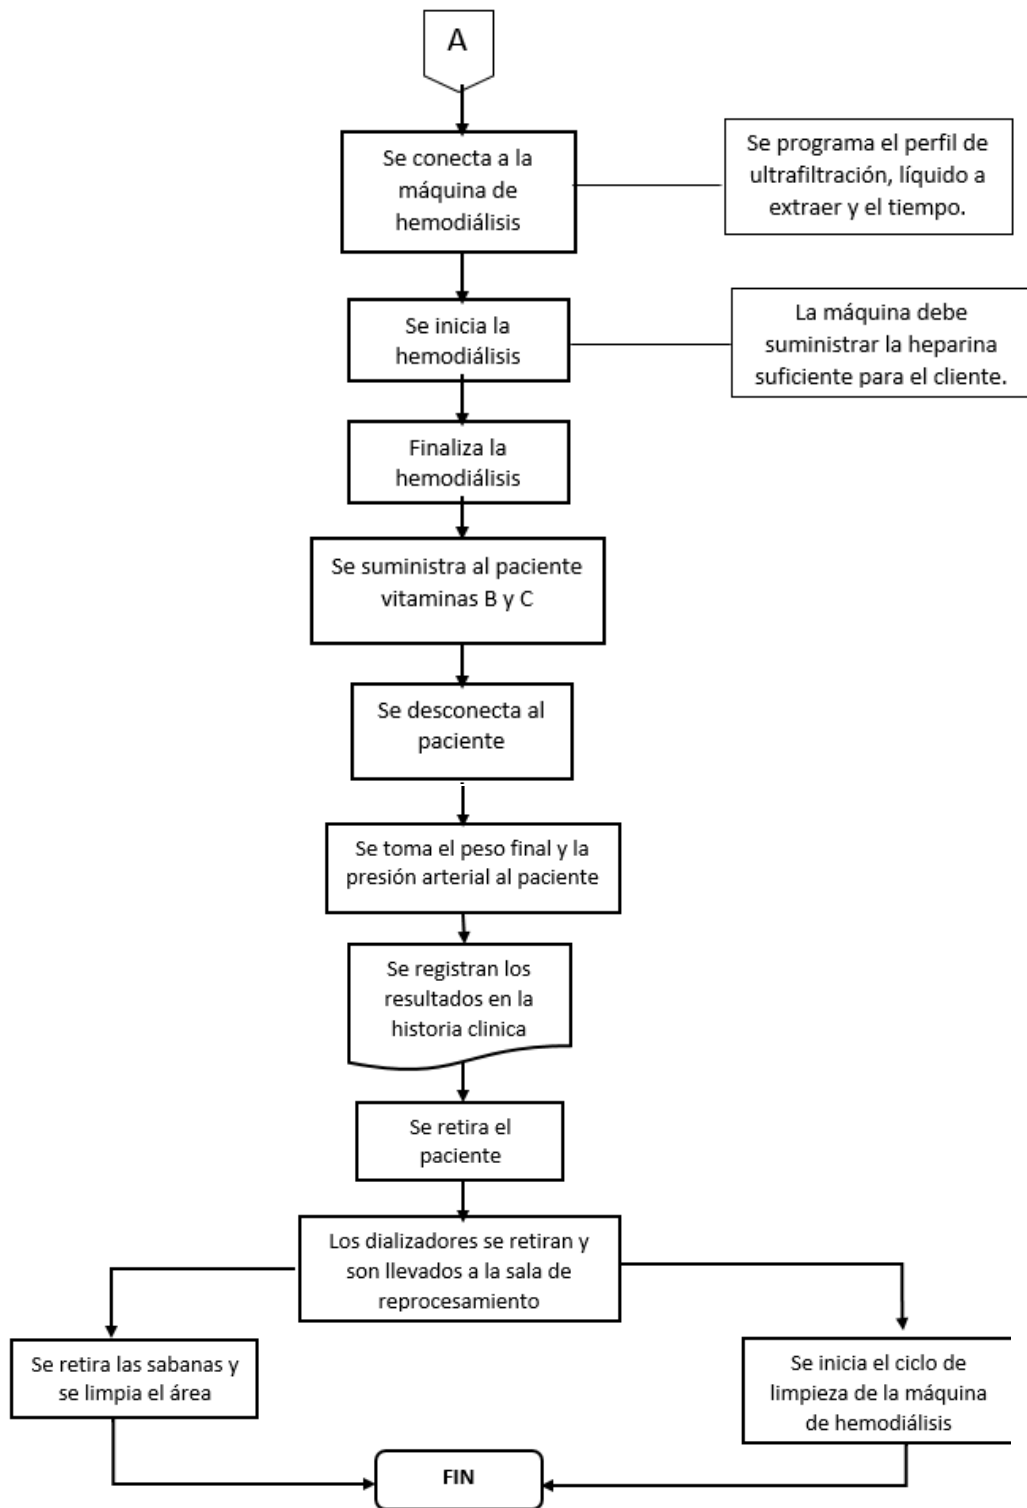 A
Se conecta a la
máquina de
hemodiálisis
Se programa el perfil de
ultrafiltración, líquido a
extraer y el tiempo.
Se inicia la
hemodiálisis
La máquina debe
suministrar la heparina
suficiente para el cliente.
Finaliza la
hemodiálisis
Se suministra al paciente
vitaminas B y C
Se desconecta al
paciente
Se toma el peso final y la
presión arterial al paciente
Se registran los
resultados en la
historia clinica
Se retira el
paciente
Los dializadores se retiran y
son llevados a la sala de
reprocesamiento
Se retira las sabanas y
se limpia el área
Se inicia el ciclo de
limpieza de la máquina
de hemodiálisis
FIN